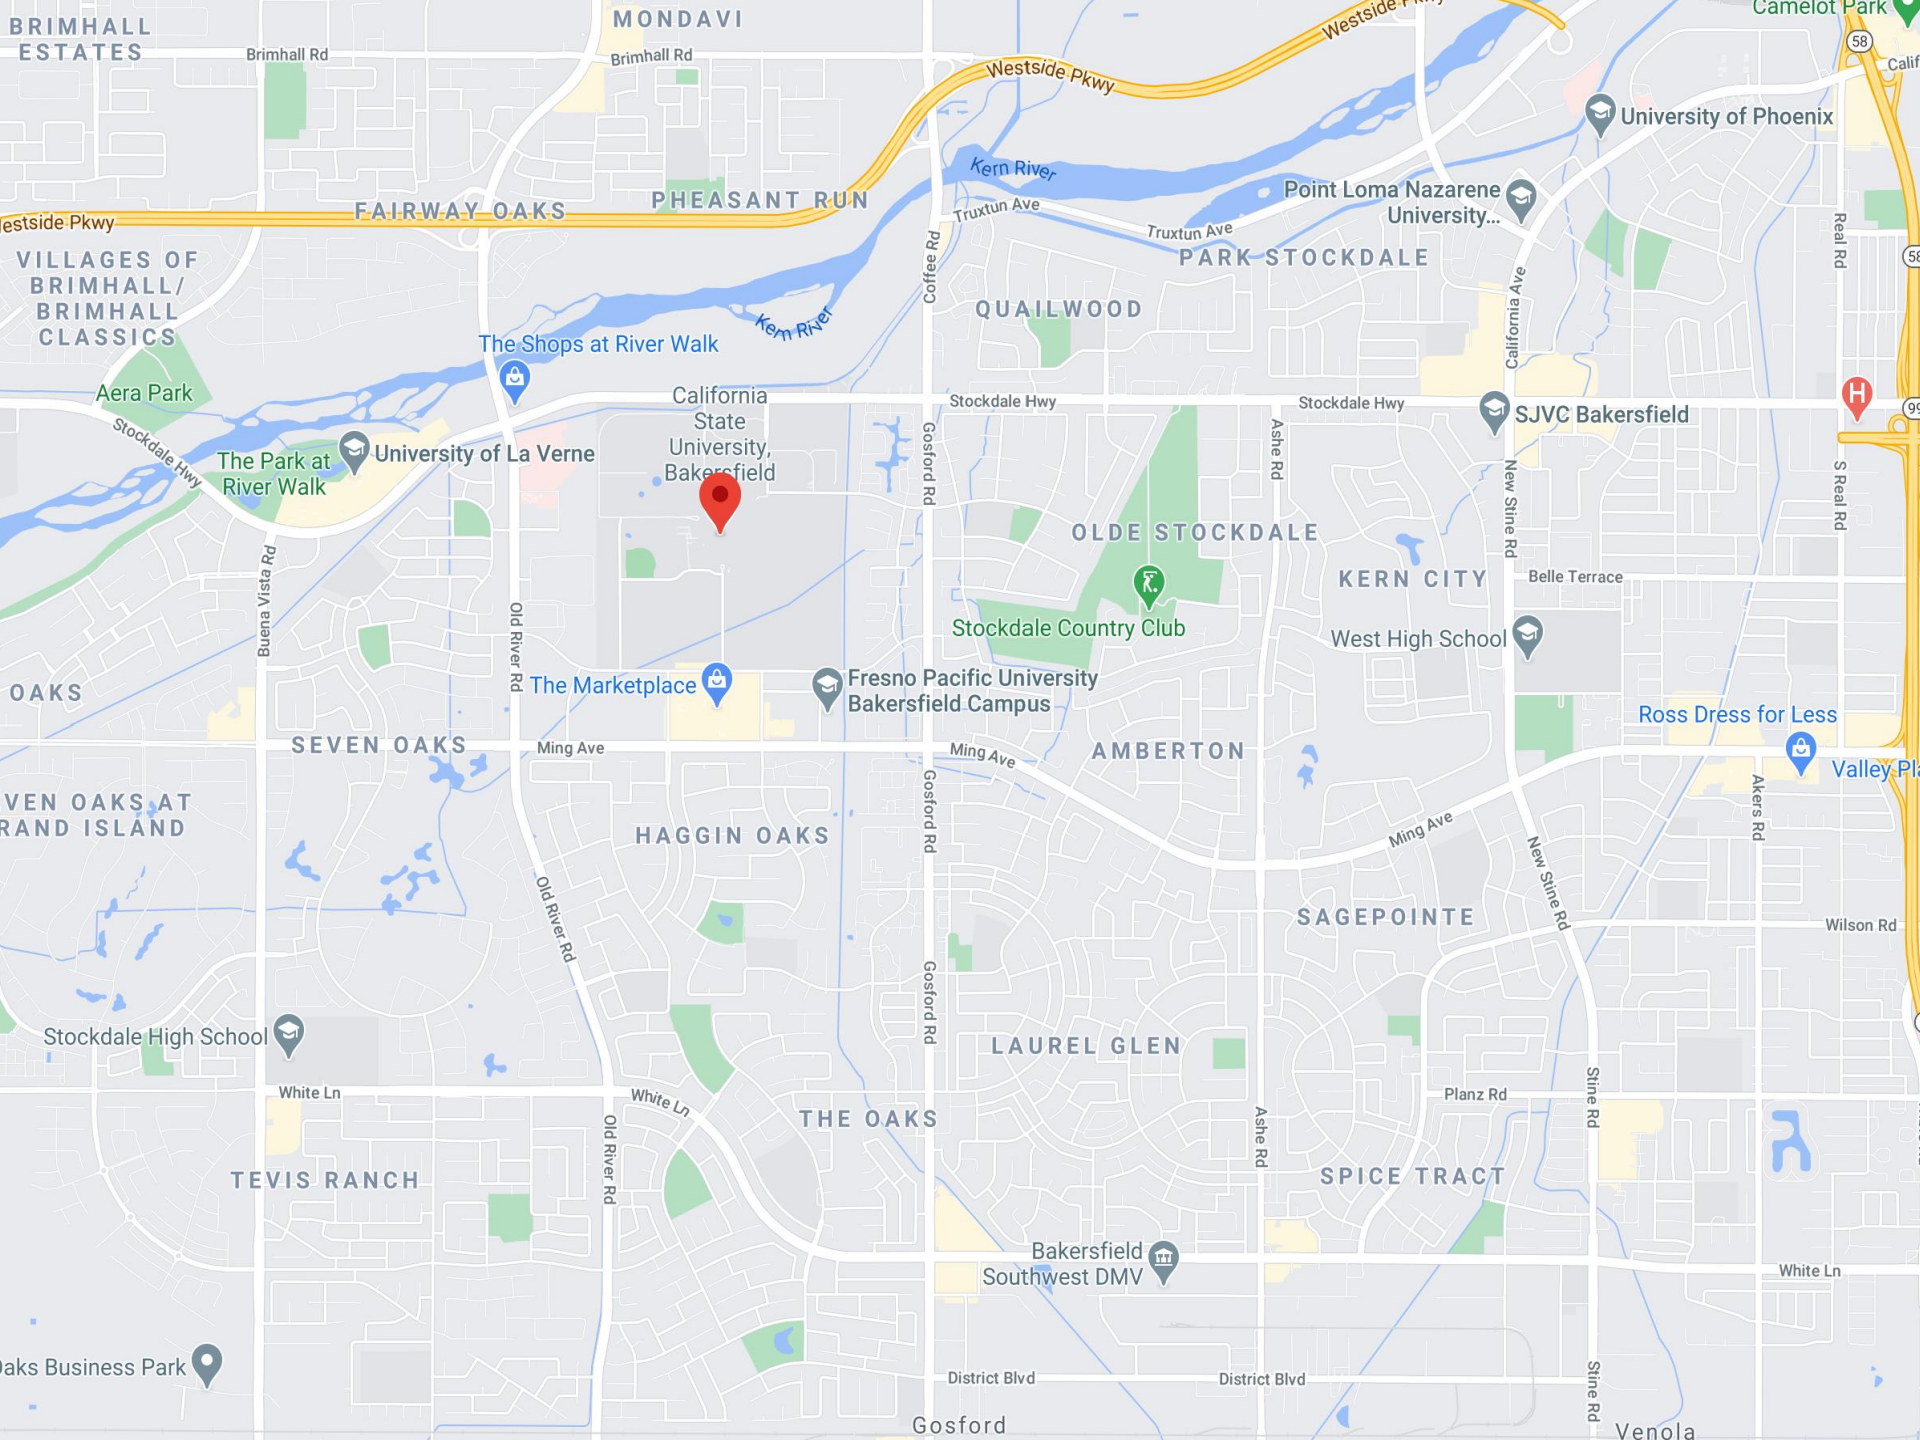 BRIMHALL
ESTATES
Brimhall Rd
MONDAVI
Brimhall Rd
Westside Pkwy
Westside Pkwy
Camelot Park
58
Calif
University of Phoenix
Kern River
Point Loma Nazarene
University...
FAIRWAY OAKS
PHEASANT RUN
Truxtun Ave
Truxtun Ave
estside Pkwy
Real Rd
VILLAGES OF
BRIMHALL/
BRIMHALL
CLASSICS
Coffee Rd
PARK STOCKDALE
58
QUAILWOOD
California Ave
Kern River
The Shops at River Walk
Aera Park
California
State
University,
Bakersfield
Stockdale Hwy
Stockdale Hwy
H
99
SJVC Bakersfield
Stockdale Hwy
The Park at
River Walk
University of La Verne
Gosford Rd
Ashe Rd
New Stine Rd
S Real Rd
OLDE STOCKDALE
KERN CITY
Belle Terrace
Buena Vista Rd
Old River Rd
Stockdale Country Club
West High School
OAKS
The Marketplace
Fresno Pacific University
Bakersfield Campus
Ross Dress for Less
SEVEN OAKS
Ming Ave
Ming Ave
AMBERTON
Valley Pl
VEN OAKS AT
RAND ISLAND
Gosford Rd
Akers Rd
HAGGIN OAKS
Ming Ave
New Stine Rd
Old River Rd
SAGEPOINTE
Wilson Rd
Gosford Rd
Stockdale High School
LAUREL GLEN
White Ln
White Ln
Planz Rd
Stine Rd
THE OAKS
Old River Rd
Ashe Rd
TEVIS RANCH
SPICE TRACT
Bakersfield
Southwest DMV
White Ln
aks Business Park
District Blvd
District Blvd
Stine Rd
Gosford
Venola